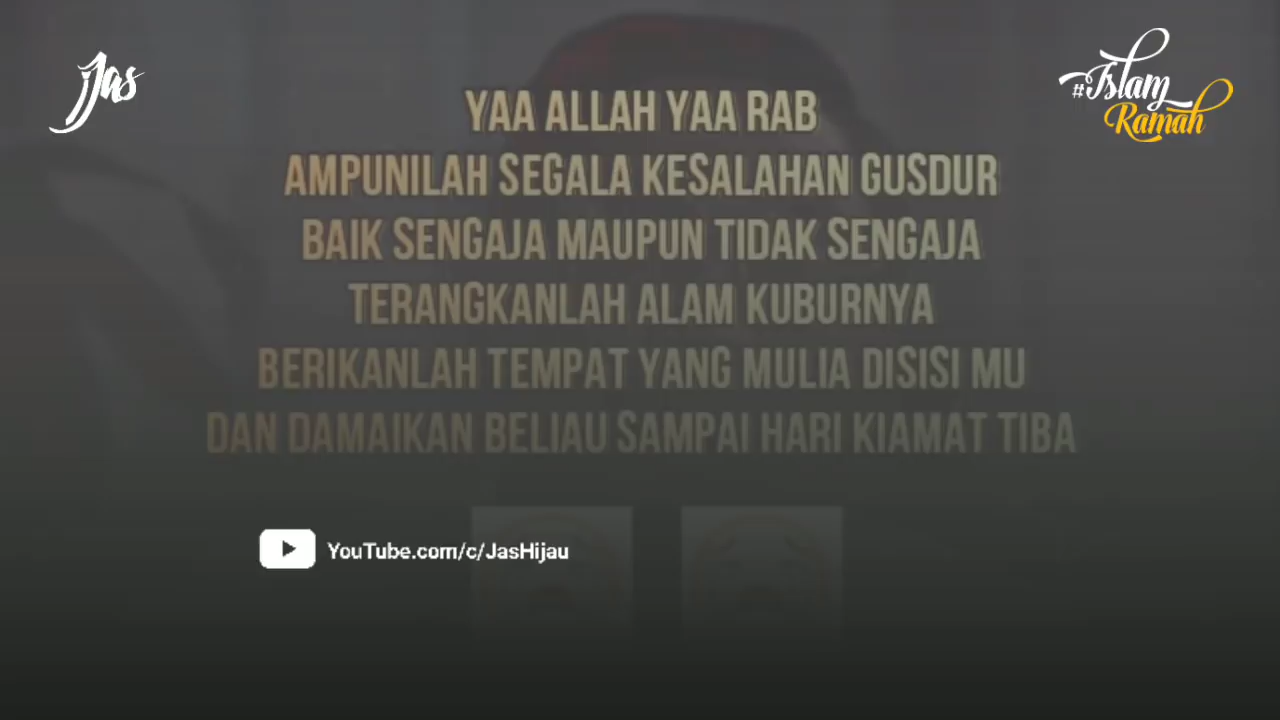 Jas
#Islam
Ramah
YAA ALLAH YAA RAB
AMPUNILAH SEGALA KESALAHAN GUSDUR
BAIK SENGAJA MAUPUN TIDAK SENGAJA
TERANGKANLAH ALAM KUBURNYA
BERIKANLAH TEMPAT YANG MULIA DISISI MU
DAN DAMAIKAN BELIAU SAMPAI HARI KIAMAT TIBA
YouTube.com/c/JasHijau